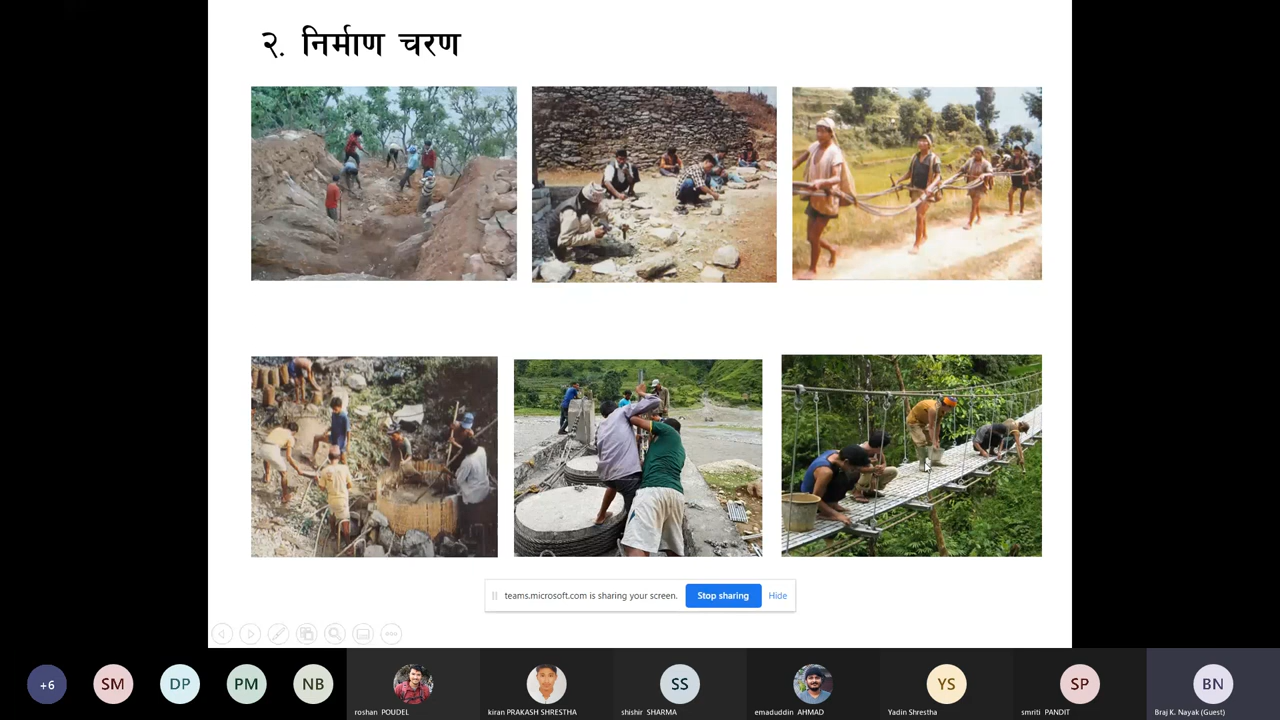 २. निर्माण चरण
teams.microsoft.com is sharing your screen. Stop sharing Hide
+6 SM DP PM NB SS YS SP BN
roshan POUDEL kiran PRAKASH SHRESTHA shishir SHARMA emaduddin AHMAD Yadin Shrestha smriti PANDIT Braj K. Nayak (Guest)